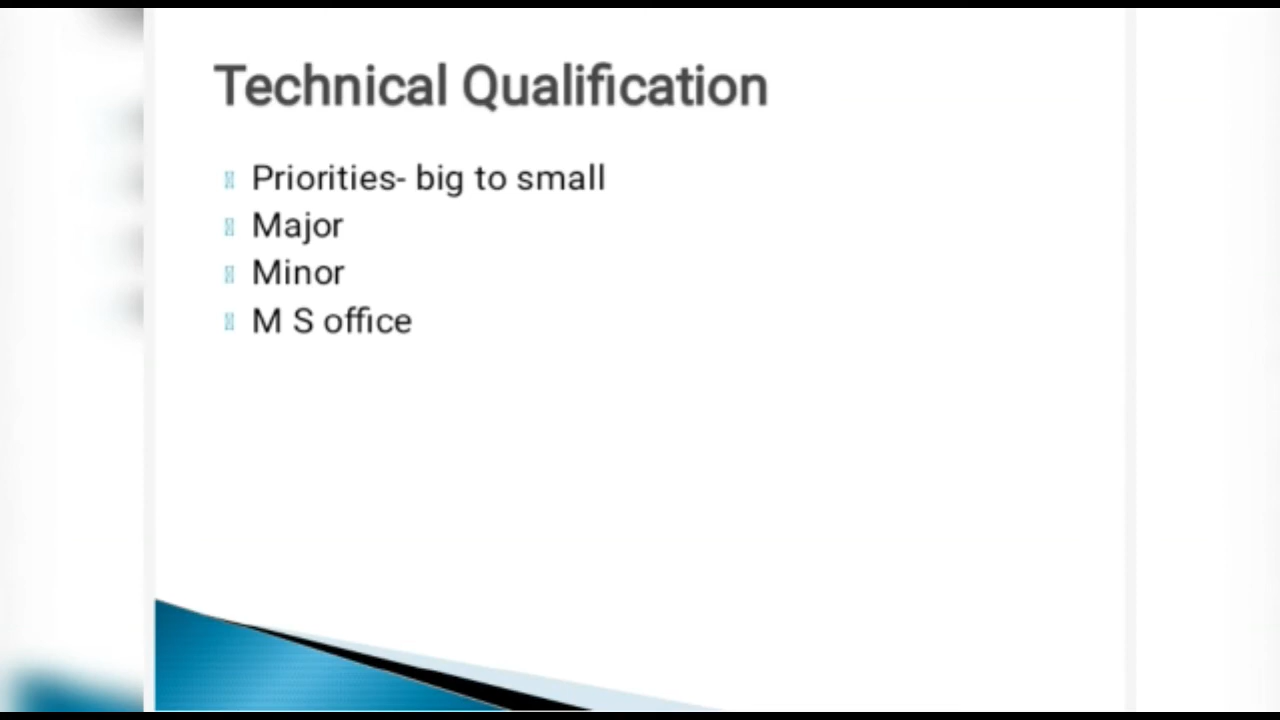 Technical Qualification
Priorities- big to small
Major
Minor
M S office